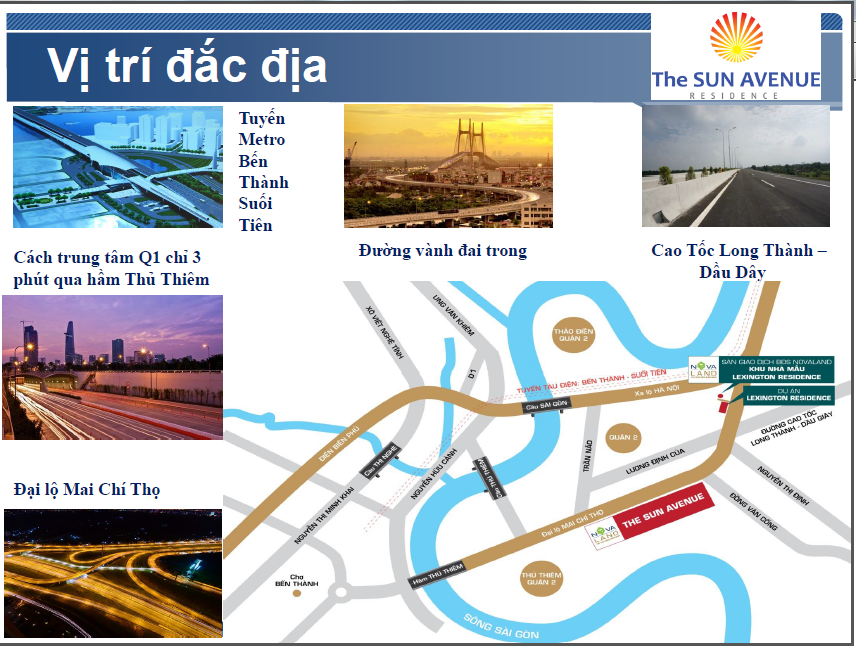 Vị trí đắc địa
The SUN AVENUE
RESIDENCE
Tuyến
Metro
Bến
Thành
Suối
Tiên
Đường vành đai trong
Cao Tốc Long Thành –
Dầu Dây
Cách trung tâm Q1 chỉ 3
phút qua hầm Thủ Thiêm
Đại lộ Mai Chí Thọ
XÔ VIẾT NGHỆ TĨNH
UNG VĂN KHIÊM
D1
THẢO ĐIỀN
QUẬN 2
TUYẾN TÀU ĐIỆN: BẾN THÀNH - SUỐI TIÊN
Xa lộ HÀ NỘI
Cầu SÀI GÒN
NOVA
LAND
SÀN GIAO DỊCH BĐS NOVALAND
KHU NHÀ MẪU
LEXINGTON RESIDENCE
DỰ ÁN
LEXINGTON RESIDENCE
ĐƯỜNG CAO TỐC
LONG THÀNH - DẦU GIÂY
ĐIỆN BIÊN PHỦ
Cầu THỊ NGHÈ
NGUYỄN HỮU CẢNH
Cầu THỦ THIÊM
TRẦN NÃO
QUẬN 2
LƯƠNG ĐỊNH CỦA
NGUYỄN THỊ ĐỊNH
ĐỒNG VĂN CỐNG
NGUYỄN THỊ MINH KHAI
Đại lộ MAI CHÍ THỌ
NOVA
LAND
THE SUN AVENUE
Chợ
BẾN THÀNH
Hầm THỦ THIÊM
THỦ THIÊM
QUẬN 2
SÔNG SÀI GÒN